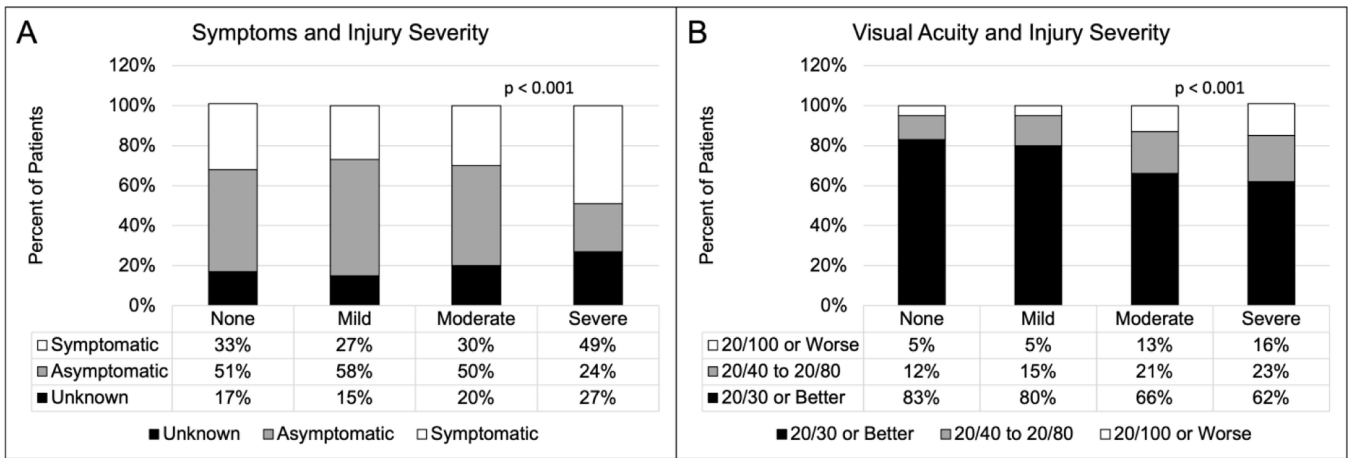 A
Symptoms and Injury Severity
Percent of Patients
120%
100%
80%
60%
40%
20%
0%
p < 0.001
None Mild Moderate Severe
Symptomatic 33% 27% 30% 49%
Asymptomatic 51% 58% 50% 24%
Unknown 17% 15% 20% 27%
Unknown Asymptomatic Symptomatic
B
Visual Acuity and Injury Severity
Percent of Patients
120%
100%
80%
60%
40%
20%
0%
p < 0.001
None Mild Moderate Severe
20/100 or Worse 5% 5% 13% 16%
20/40 to 20/80 12% 15% 21% 23%
20/30 or Better 83% 80% 66% 62%
20/30 or Better 20/40 to 20/80 20/100 or Worse